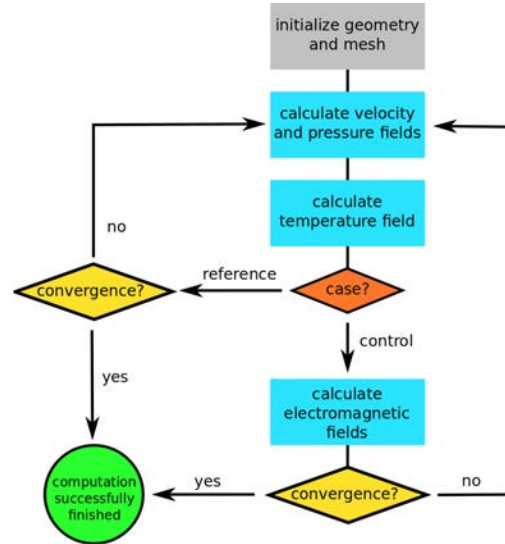 initialize geometry
and mesh
calculate velocity
and pressure fields
calculate
temperature field
no
reference
convergence?
case?
control
yes
calculate
electromagnetic
fields
computation
successfully
finished
yes
convergence?
no